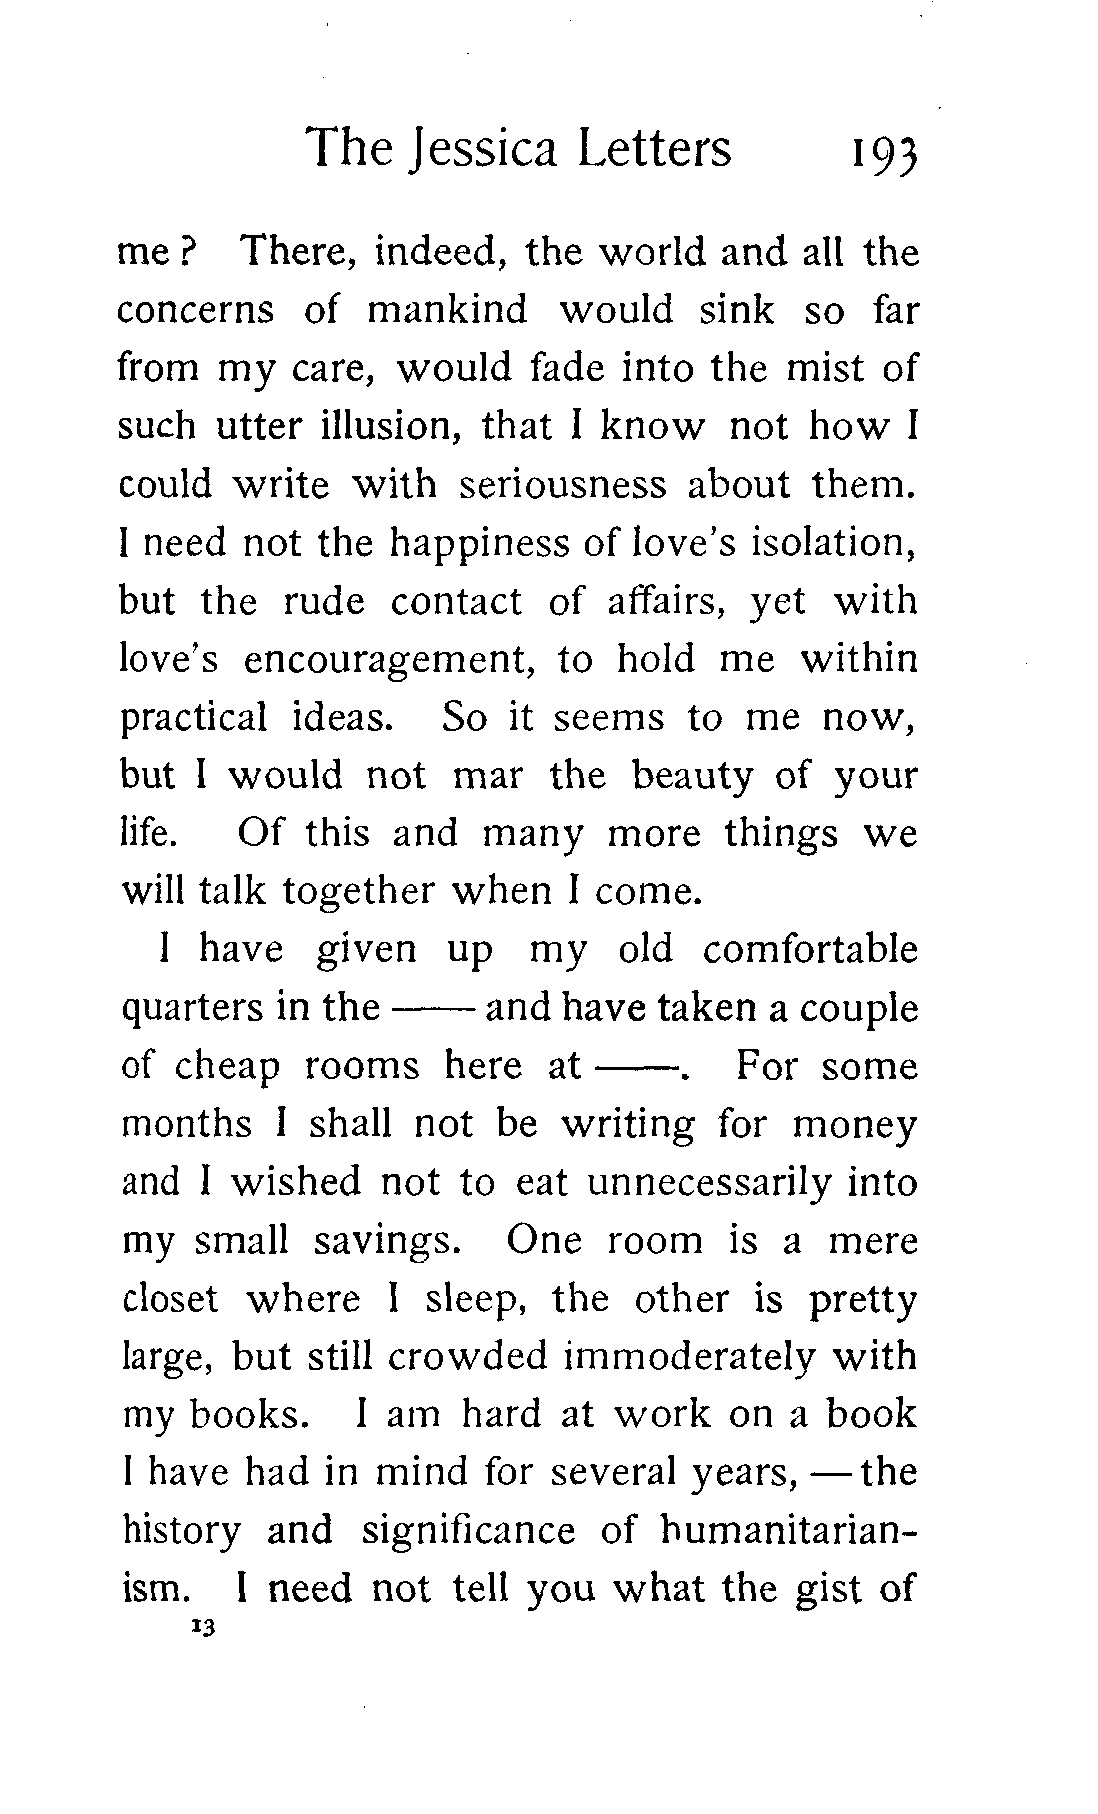 The Jessica Letters 193
me ? There, indeed, the world and all the
concerns of mankind would sink so far
from my care, would fade into the mist of
such utter illusion, that I know not how I
could write with seriousness about them.
I need not the happiness of love's isolation,
but the rude contact of affairs, yet with
love's encouragement, to hold me within
practical ideas. So it seems to me now,
but I would not mar the beauty of your
life. Of this and many more things we
will talk together when I come.
I have given up my old comfortable
quarters in the —— and have taken a couple
of cheap rooms here at ——. For some
months I shall not be writing for money
and I wished not to eat unnecessarily into
my small savings. One room is a mere
closet where I sleep, the other is pretty
large, but still crowded immoderately with
my books. I am hard at work on a book
I have had in mind for several years, — the
history and significance of humanitarian-
ism. I need not tell you what the gist of
13